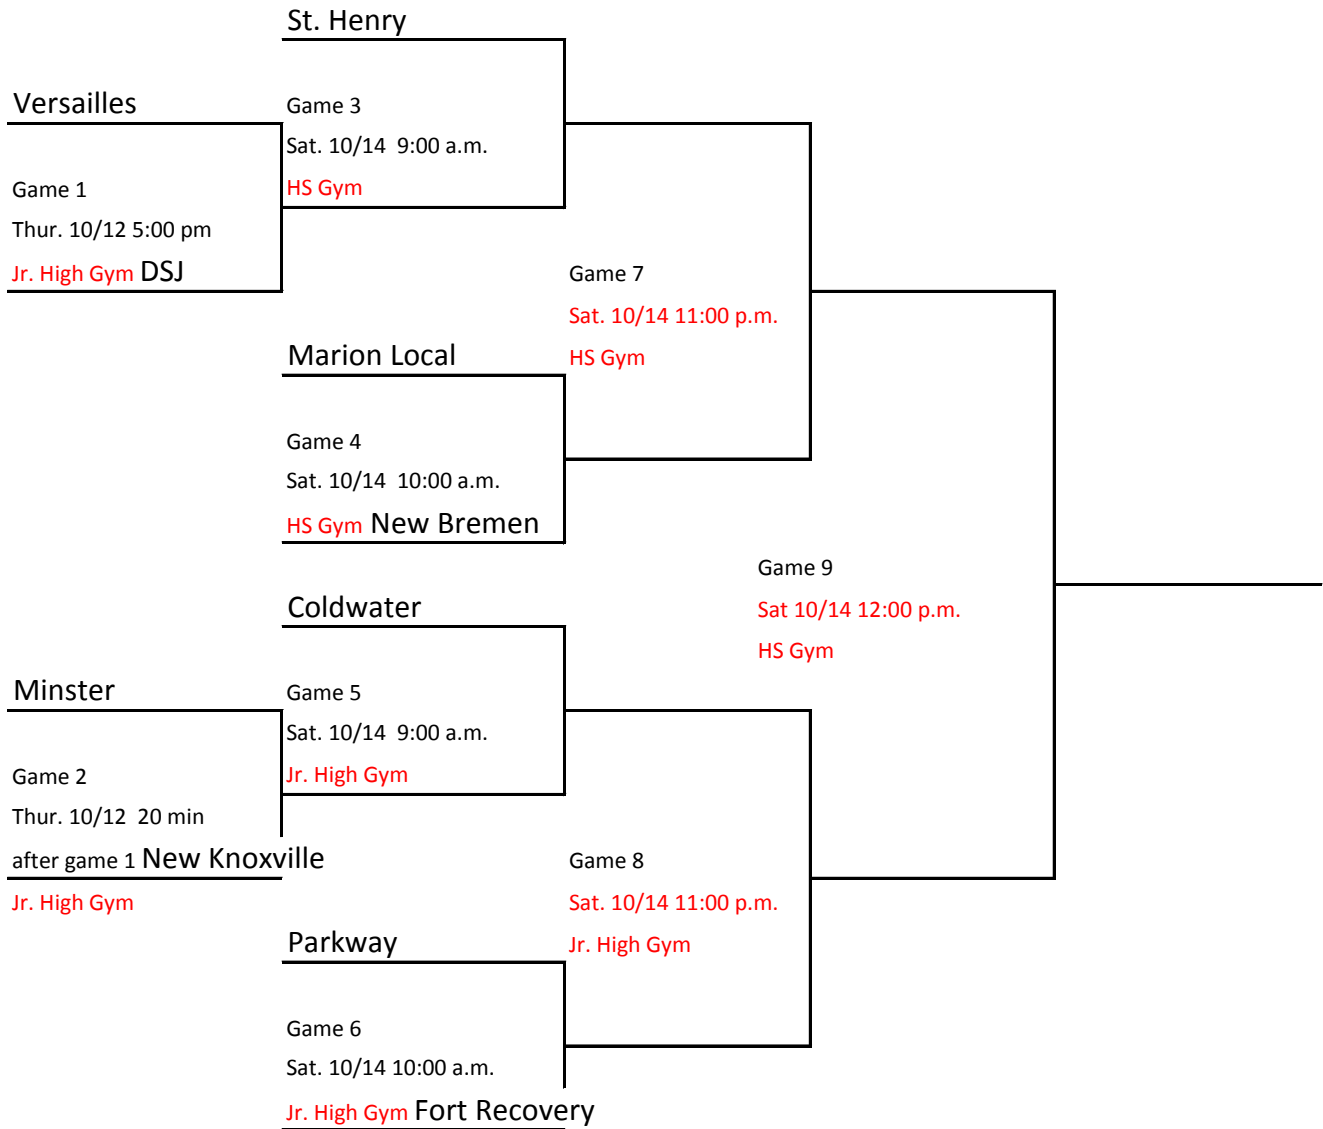 St. Henry
Versailles
Game 3
Sat. 10/14  9:00 a.m.
HS Gym
Game 1
Thur. 10/12 5:00 pm
Jr. High Gym DSJ
Game 7
Sat. 10/14 11:00 p.m.
HS Gym
Marion Local
Game 4
Sat. 10/14  10:00 a.m.
HS Gym New Bremen
Game 9
Sat 10/14 12:00 p.m.
HS Gym
Coldwater
Minster
Game 5
Sat. 10/14  9:00 a.m.
Jr. High Gym
Game 2
Thur. 10/12  20 min
after game 1 New Knoxville
Jr. High Gym
Game 8
Sat. 10/14 11:00 p.m.
Jr. High Gym
Parkway
Game 6
Sat. 10/14 10:00 a.m.
Jr. High Gym Fort Recovery